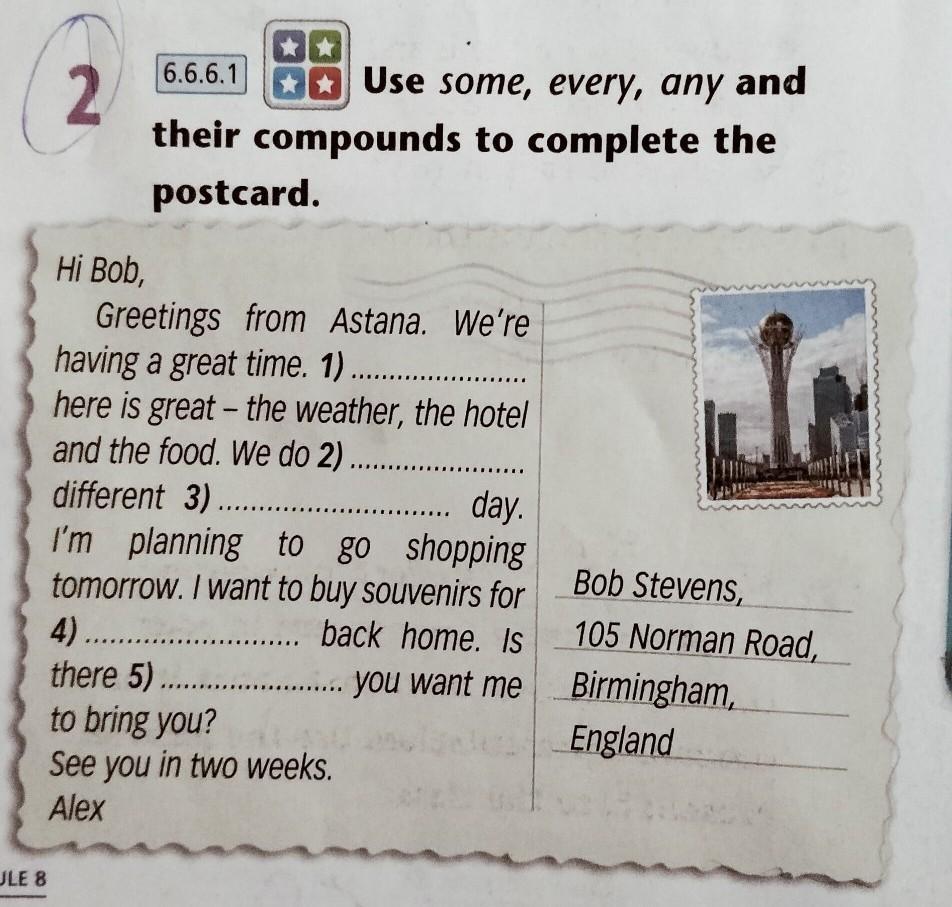 2 6.6.6.1 Use some, every, any and
their compounds to complete the
postcard.
Hi Bob,
Greetings from Astana. We're
having a great time. 1) ........................
here is great – the weather, the hotel
and the food. We do 2) ........................
different 3) ............................... day.
I'm planning to go shopping
tomorrow. I want to buy souvenirs for
4) ............................. back home. Is
there 5) ......................... you want me
to bring you?
See you in two weeks.
Alex
Bob Stevens,
105 Norman Road,
Birmingham,
England
ULE 8